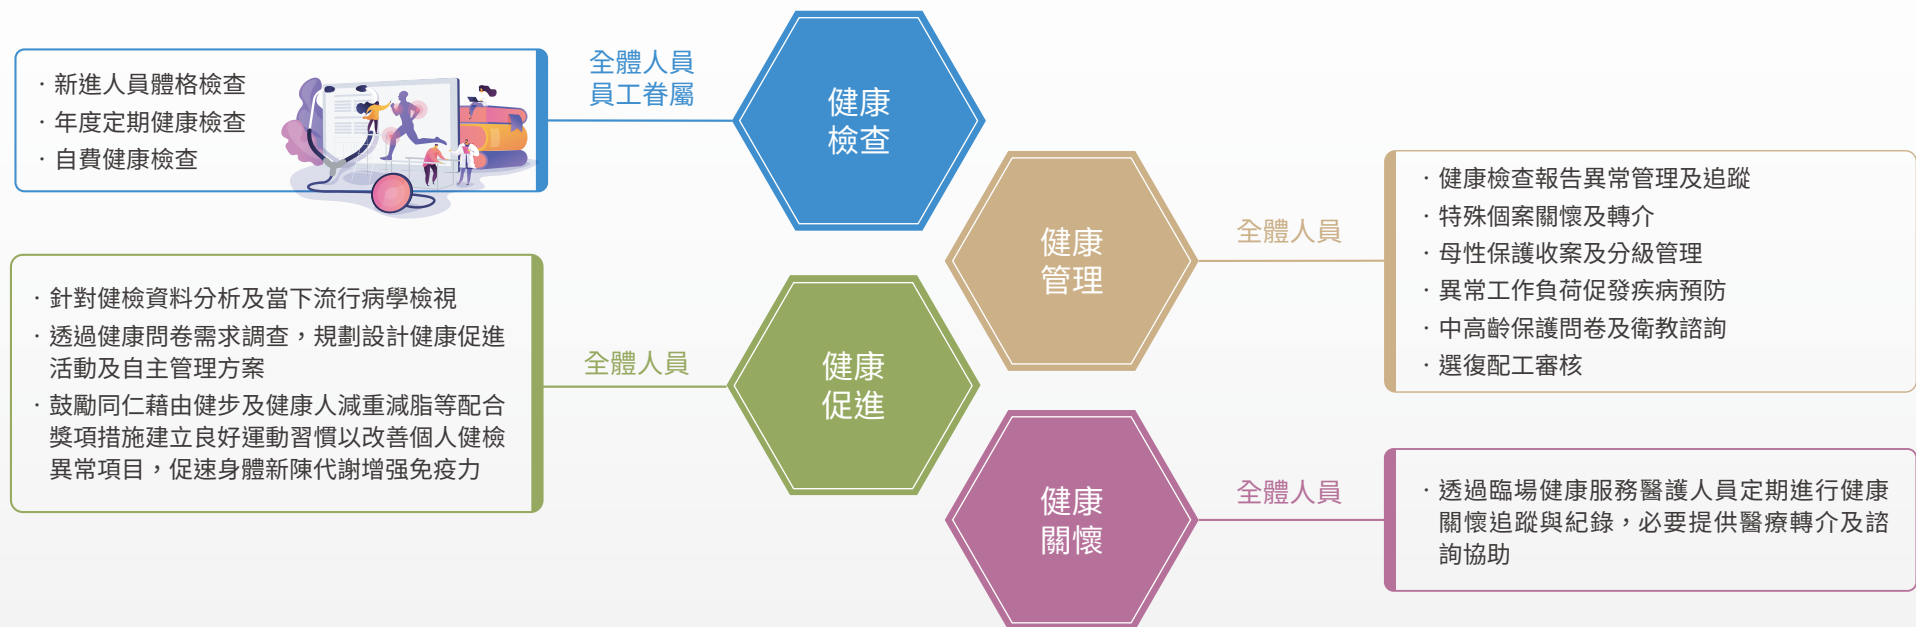 · 新進人員體格檢查
· 年度定期健康檢查
· 自費健康檢查
全體人員
員工眷屬
健康
檢查
健康
管理
全體人員
· 健康檢查報告異常管理及追蹤
· 特殊個案關懷及轉介
· 母性保護收案及分級管理
· 異常工作負荷促發疾病預防
· 中高齡保護問卷及衛教諮詢
· 選復配工審核
· 針對健檢資料分析及當下流行病學檢視
· 透過健康問卷需求調查，規劃設計健康促進
活動及自主管理方案
· 鼓勵同仁藉由健步及健康人減重減脂等配合
獎項措施建立良好運動習慣以改善個人健檢
異常項目，促速身體新陳代謝增强免疫力
全體人員
健康
促進
健康
關懷
全體人員
· 透過臨場健康服務醫護人員定期進行健康
關懷追蹤與紀錄，必要提供醫療轉介及諮
詢協助